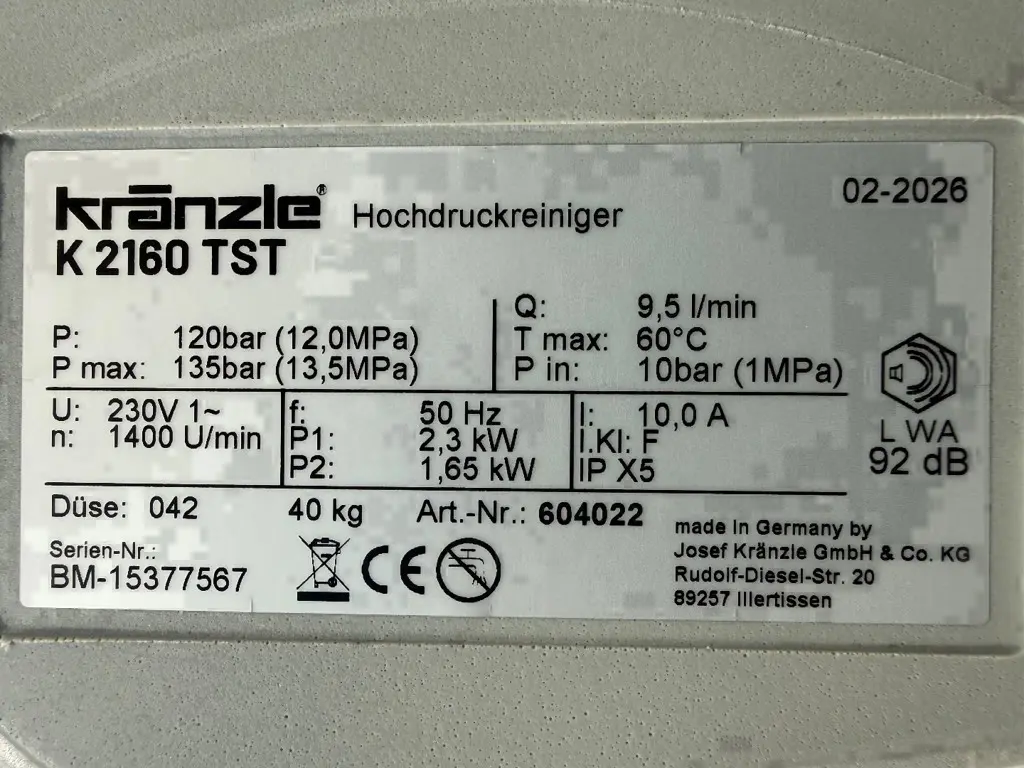 kränzle® Hochdruckreiniger 02-2026
K 2160 TST
P: 120bar (12,0MPa)
P max: 135bar (13,5MPa)
Q: 9,5 l/min
T max: 60°C
P in: 10bar (1MPa)
U: 230V 1~
n: 1400 U/min
f: 50 Hz
P1: 2,3 kW
P2: 1,65 kW
I: 10,0 A
I.Kl: F
IP X5
L WA
92 dB
Düse: 042 40 kg Art.-Nr.: 604022
Serien-Nr.:
BM-15377567
CE
made in Germany by
Josef Kränzle GmbH & Co. KG
Rudolf-Diesel-Str. 20
89257 Illertissen